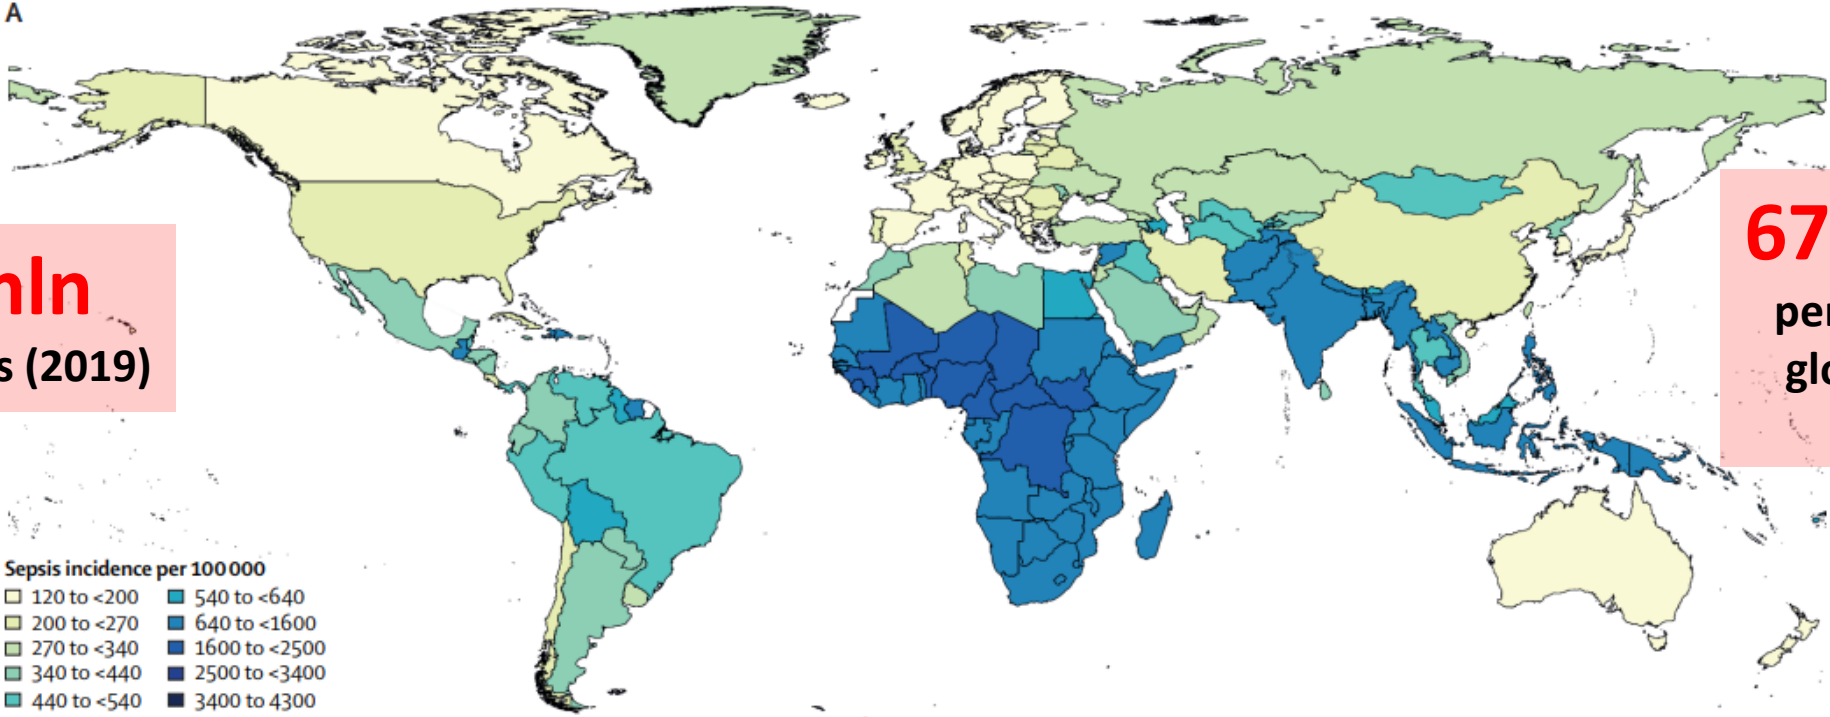 A
mln
s (2019)
67
per
glo
Sepsis incidence per 100 000
120 to <200
200 to <270
270 to <340
340 to <440
440 to <540
540 to <640
640 to <1600
1600 to <2500
2500 to <3400
3400 to 4300